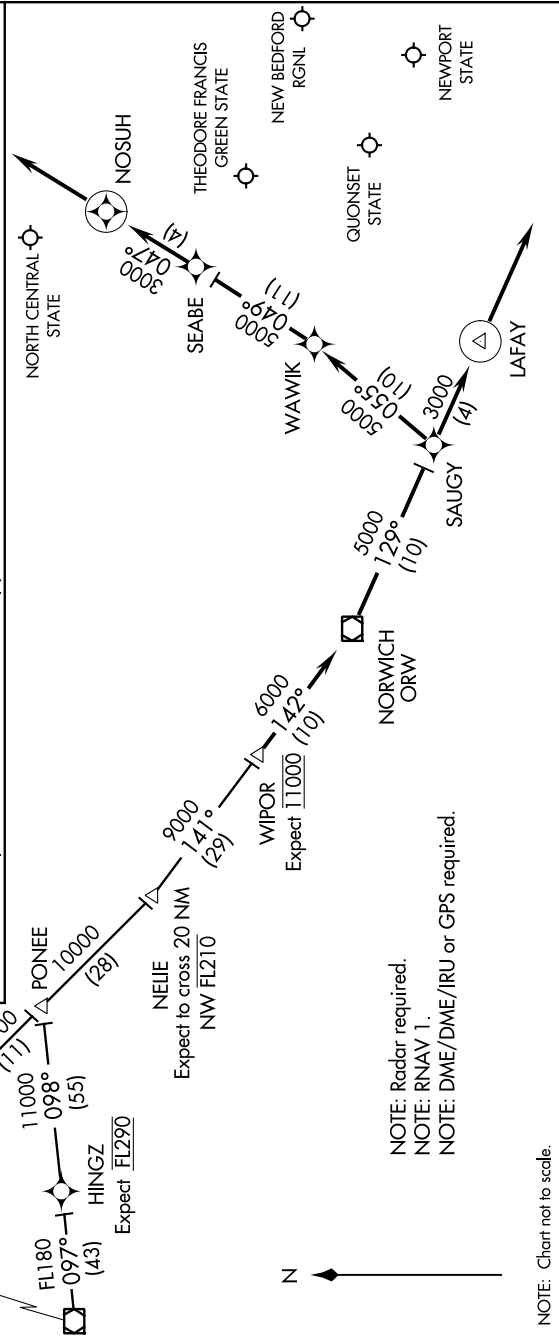 FL180
097°
(43)
HINGZ
Expect FL290
11000
098°
(55)
(11)
PONEE
10000
(28)
NELIE
Expect to cross 20 NM
NW FL210
9000
141°
(29)
WIPOR
Expect 11000
6000
142°
(10)
NORWICH
ORW
5000
129°
(10)
SAUGY
3000
(4)
LAFAY
5000
055°
(10)
WAWIK
5000
049°
(11)
SEABE
3000
047°
(4)
NOSUH
NORTH CENTRAL
STATE
THEODORE FRANCIS
GREEN STATE
NEW BEDFORD
RGNL
QUONSET
STATE
NEWPORT
STATE
NOTE: Radar required.
NOTE: RNAV 1.
NOTE: DME/DME/IRU or GPS required.
N
NOTE: Chart not to scale.